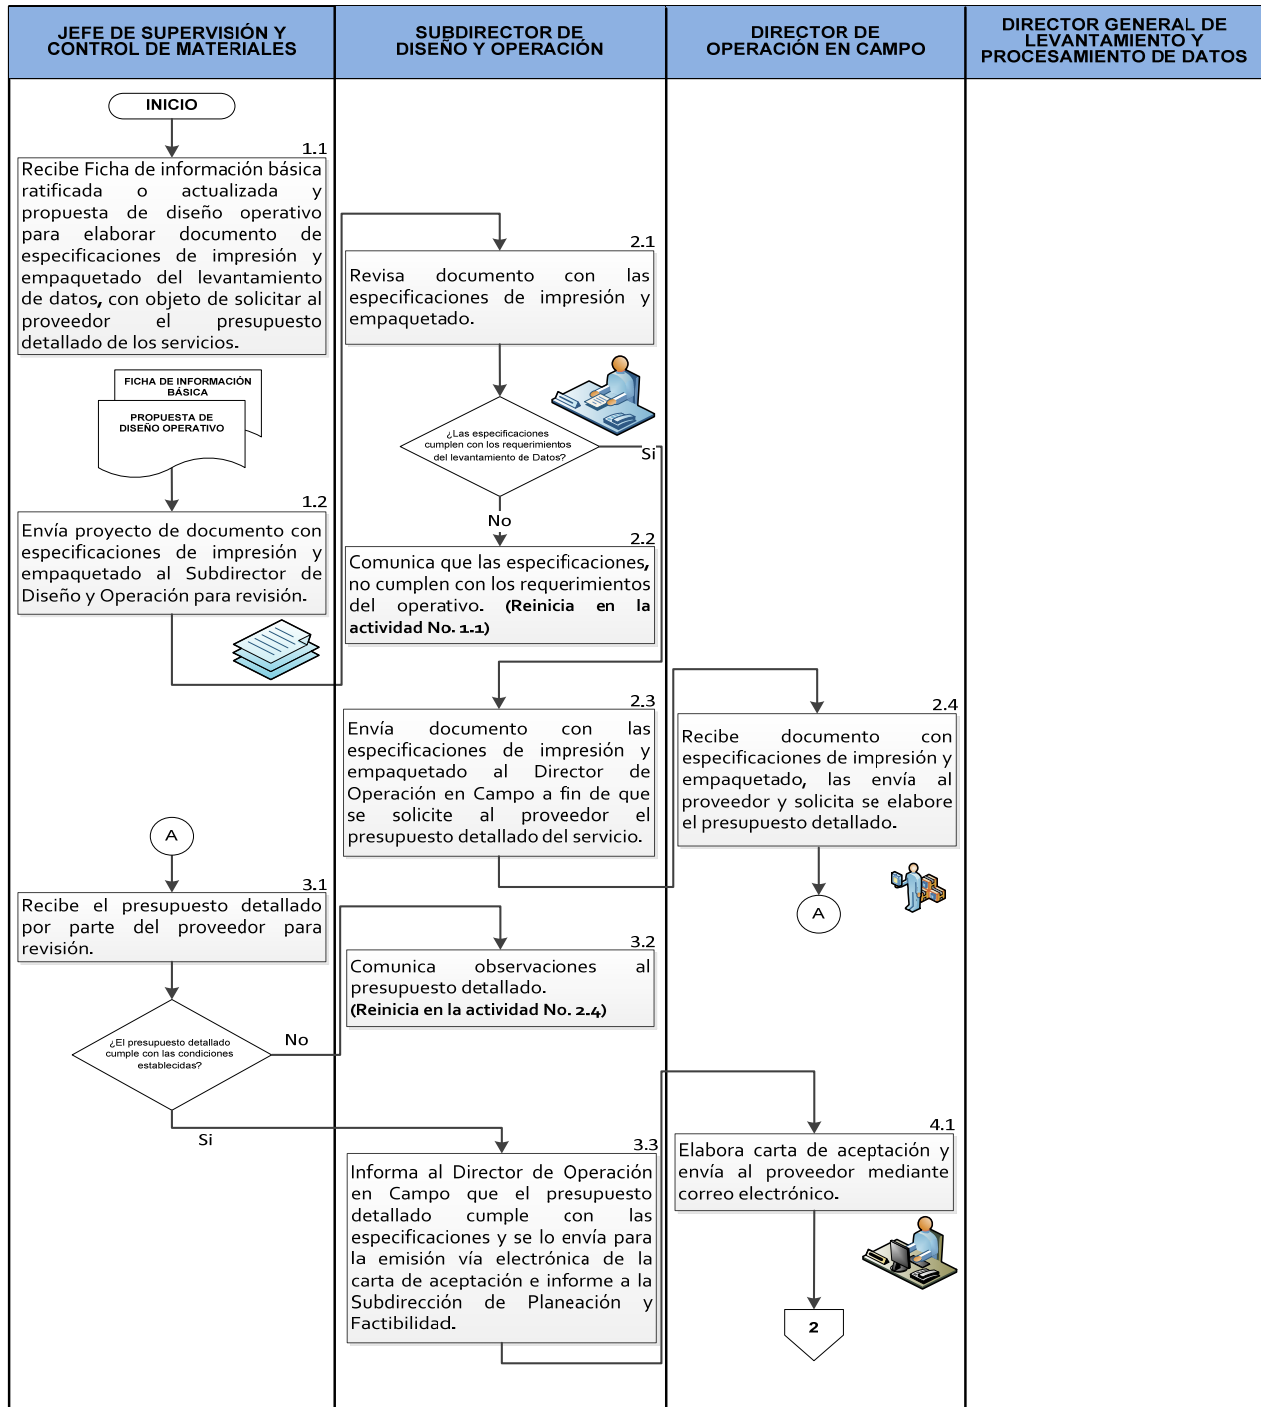 JEFE DE SUPERVISIÓN Y
CONTROL DE MATERIALES
SUBDIRECTOR DE
DISEÑO Y OPERACIÓN
DIRECTOR DE
OPERACIÓN EN CAMPO
DIRECTOR GENERAL DE
LEVANTAMIENTO Y
PROCESAMIENTO DE DATOS
INICIO
1.1
Recibe Ficha de información básica
ratificada o actualizada y
propuesta de diseño operativo
para elaborar documento de
especificaciones de impresión y
empaquetado del levantamiento
de datos, con objeto de solicitar al
proveedor el presupuesto
detallado de los servicios.
FICHA DE INFORMACIÓN
BÁSICA
PROPUESTA DE
DISEÑO OPERATIVO
1.2
Envía proyecto de documento con
especificaciones de impresión y
empaquetado al Subdirector de
Diseño y Operación para revisión.
2.1
Revisa documento con las
especificaciones de impresión y
empaquetado.
¿Las especificaciones
cumplen con los requerimientos
del levantamiento de Datos?
Si
No
2.2
Comunica que las especificaciones,
no cumplen con los requerimientos
del operativo. (Reinicia en la
actividad No. 1.1)
2.3
Envía documento con las
especificaciones de impresión y
empaquetado al Director de
Operación en Campo a fin de que
se solicite al proveedor el
presupuesto detallado del servicio.
2.4
Recibe documento con
especificaciones de impresión y
empaquetado, las envía al
proveedor y solicita se elabore
el presupuesto detallado.
A
A
3.1
Recibe el presupuesto detallado
por parte del proveedor para
revisión.
¿El presupuesto detallado
cumple con las condiciones
establecidas?
No
Si
3.2
Comunica observaciones al
presupuesto detallado.
(Reinicia en la actividad No. 2.4)
3.3
Informa al Director de Operación
en Campo que el presupuesto
detallado cumple con las
especificaciones y se lo envía para
la emisión vía electrónica de la
carta de aceptación e informe a la
Subdirección de Planeación y
Factibilidad.
4.1
Elabora carta de aceptación y
envía al proveedor mediante
correo electrónico.
2